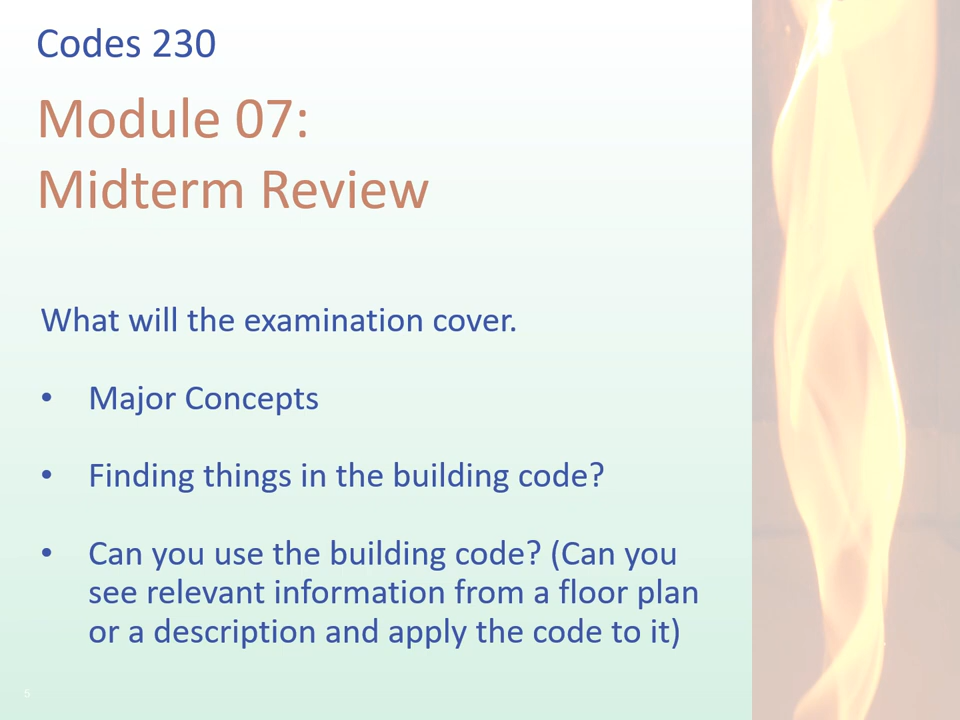 Codes 230
Module 07:
Midterm Review
What will the examination cover.
• Major Concepts
• Finding things in the building code?
• Can you use the building code? (Can you
see relevant information from a floor plan
or a description and apply the code to it)
5